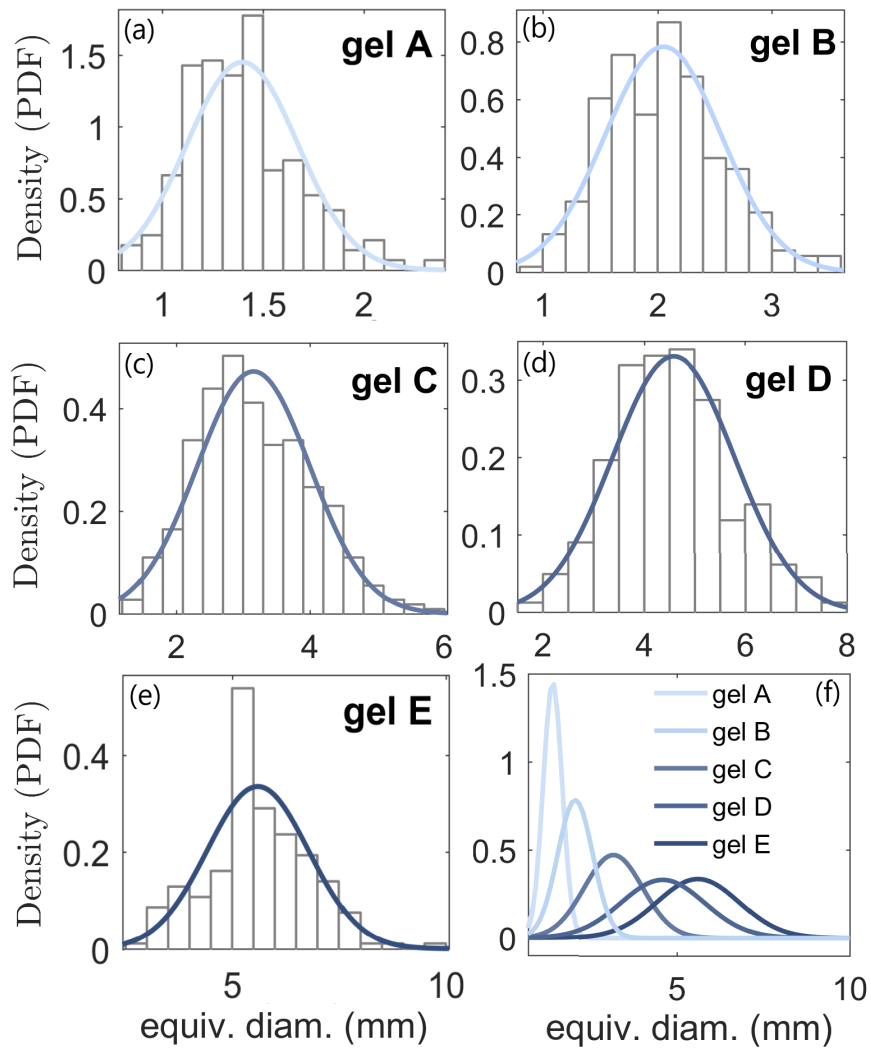 (a) gel A
Density (PDF)
1.5
1
0.5
0
1 1.5 2
(b) gel B
0.8
0.6
0.4
0.2
0
1 2 3
(c) gel C
Density (PDF)
0.4
0.2
0
2 4 6
(d) gel D
0.3
0.2
0.1
0
2 4 6 8
(e) gel E
Density (PDF)
0.4
0.2
0
5 10
equiv. diam. (mm)
(f)
1.5
1
0.5
0
gel A
gel B
gel C
gel D
gel E
5 10
equiv. diam. (mm)